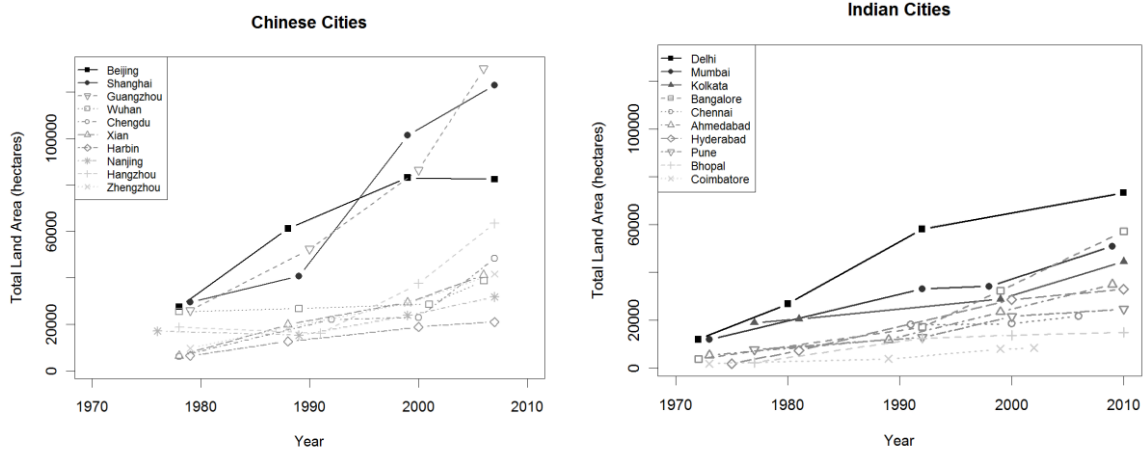 Chinese Cities
Total Land Area (hectares)
100000
60000
20000
0
Beijing
Shanghai
Guangzhou
Wuhan
Chengdu
Xian
Harbin
Nanjing
Hangzhou
Zhengzhou
1970 1980 1990 2000 2010
Year
Indian Cities
Total Land Area (hectares)
100000
60000
20000
0
Delhi
Mumbai
Kolkata
Bangalore
Chennai
Ahmedabad
Hyderabad
Pune
Bhopal
Coimbatore
1970 1980 1990 2000 2010
Year